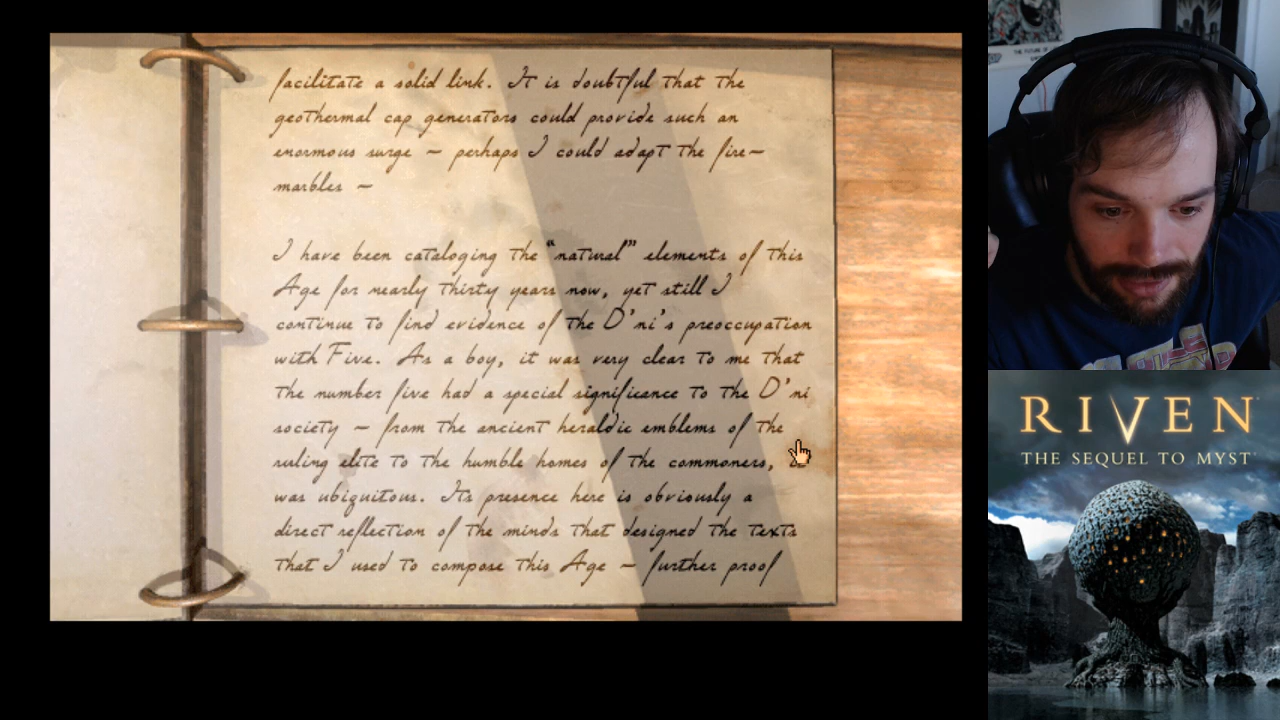 facilitate a solid link. It is doubtful that the
geothermal cap generators could provide such an
enormous surge – perhaps I could adapt the fire–
marbles –
I have been cataloging the "natural" elements of this
Age for nearly thirty years now, yet still I
continue to find evidence of the D'ni's preoccupation
with Five. As a boy, it was very clear to me that
the number five had a special significance to the D'ni
society – from the ancient heraldic emblems of the
ruling elite to the humble homes of the commoners,
was ubiquitous. Its presence here is obviously a
direct reflection of the minds that designed the texts
that I used to compose this Age – further proof
THE FUTURE OF
RIVEN
THE SEQUEL TO MYST